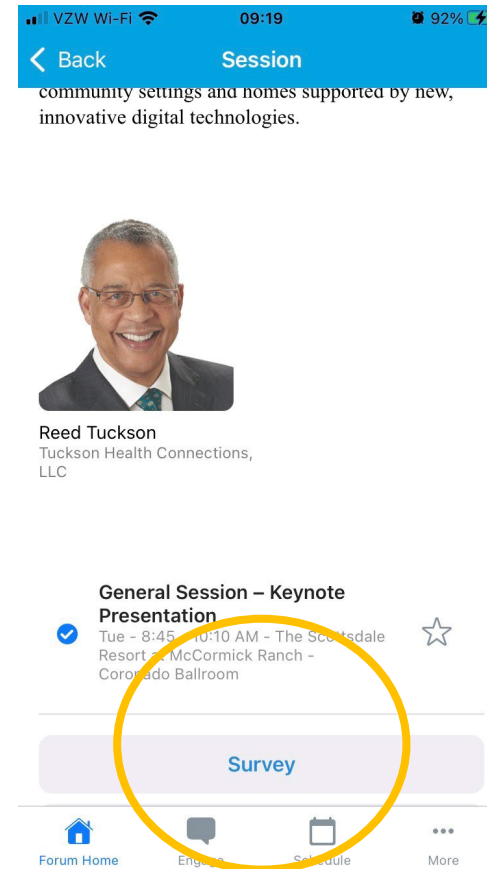 VZW Wi-Fi 09:19 92%
Back Session
community settings and homes supported by new,
innovative digital technologies.
Reed Tuckson
Tuckson Health Connections,
LLC
General Session – Keynote
Presentation
Tue - 8:45 - 10:10 AM - The Scottsdale
Resort at McCormick Ranch -
Coronado Ballroom
Survey
Forum Home Engage Schedule More